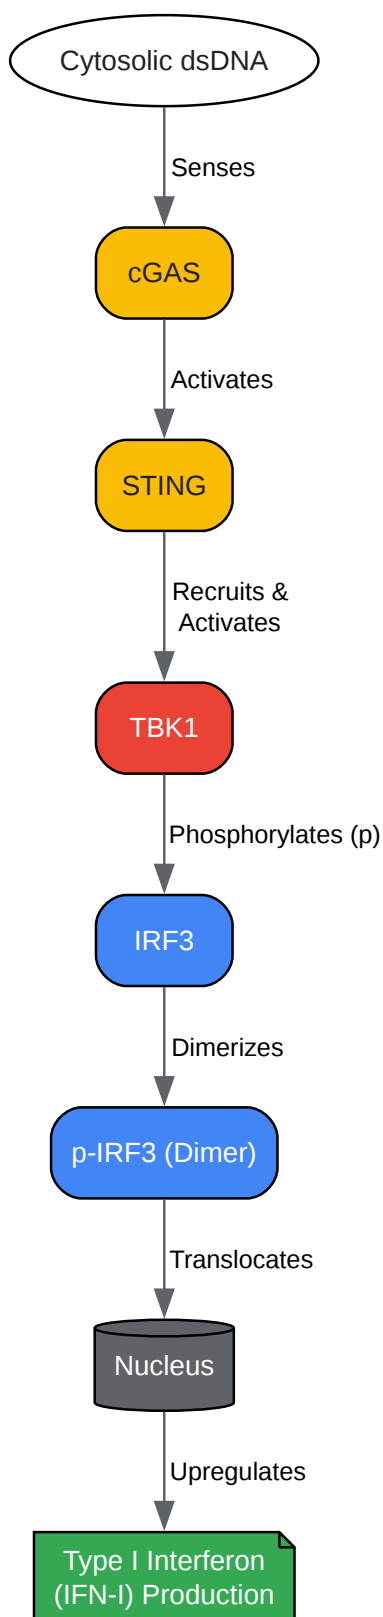 Cytosolic dsDNA
Senses
cGAS
Activates
STING
Recruits &
Activates
TBK1
Phosphorylates (p)
IRF3
Dimerizes
p-IRF3 (Dimer)
Translocates
Nucleus
Upregulates
Type I Interferon
(IFN-I) Production